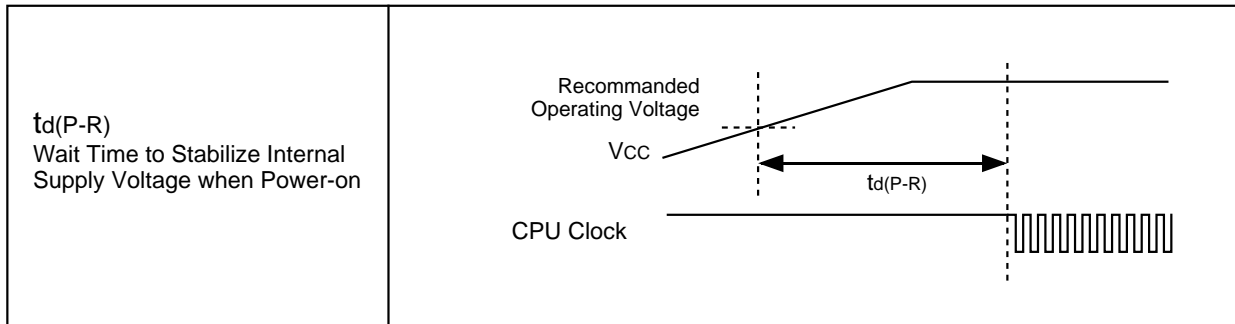 td(P-R)
Wait Time to Stabilize Internal
Supply Voltage when Power-on
Recommanded
Operating Voltage
VCC
td(P-R)
CPU Clock